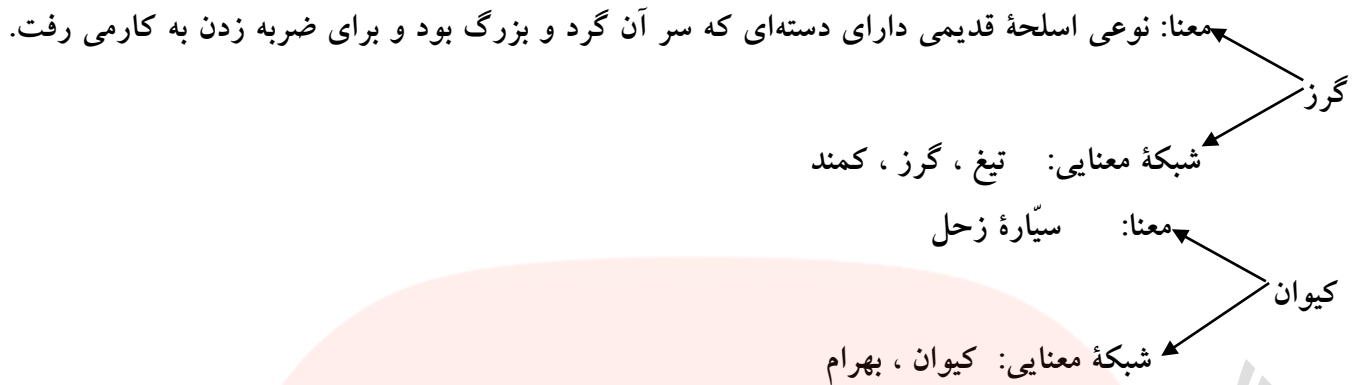 معنا: نوعی اسلحهٔ قدیمی دارای دسته‌ای که سر آن گرد و بزرگ بود و برای ضربه زدن به کارمی رفت.
گرز
شبکهٔ معنایی: تیغ ، گرز ، کمند
معنا: سیّارهٔ زحل
کیوان
شبکهٔ معنایی: کیوان ، بهرام